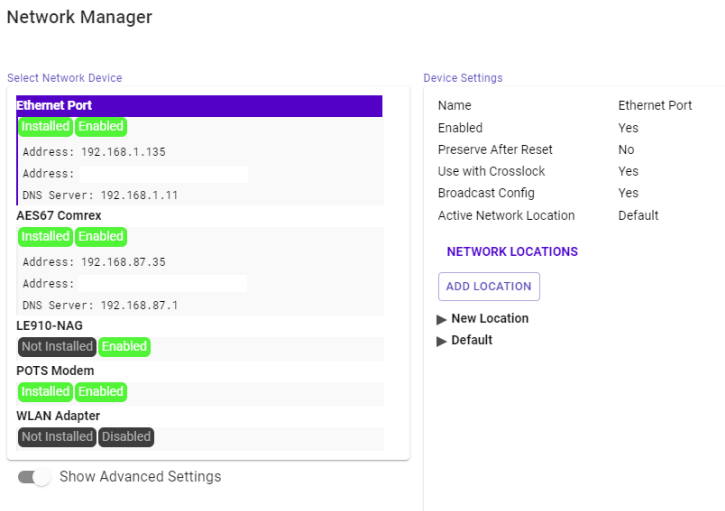 Network Manager
Select Network Device
Ethernet Port
Installed Enabled
Address: 192.168.1.135
Address:
DNS Server: 192.168.1.11
AES67 Comrex
Installed Enabled
Address: 192.168.87.35
Address:
DNS Server: 192.168.87.1
LE910-NAG
Not Installed Enabled
POTS Modem
Installed Enabled
WLAN Adapter
Not Installed Disabled
Show Advanced Settings
Device Settings
Name Ethernet Port
Enabled Yes
Preserve After Reset No
Use with Crosslock Yes
Broadcast Config Yes
Active Network Location Default
NETWORK LOCATIONS
ADD LOCATION
▶ New Location
▶ Default